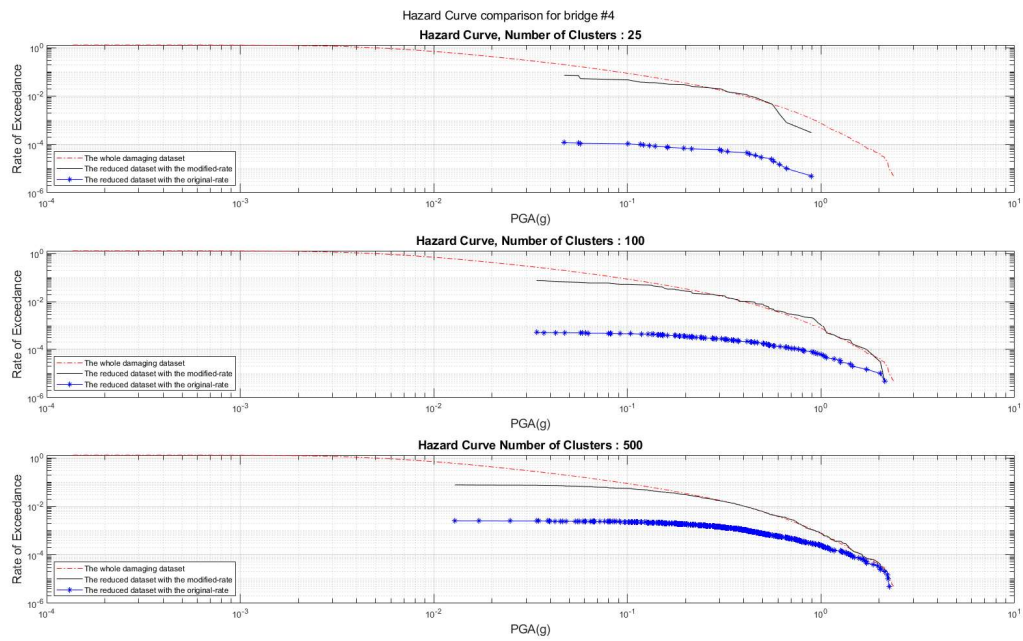 Hazard Curve comparison for bridge #4
Hazard Curve, Number of Clusters : 25
Rate of Exceedance
10^0
10^-2
10^-4
10^-6
The whole damaging dataset
The reduced dataset with the modified-rate
The reduced dataset with the original-rate
10^-4 10^-3 10^-2 10^-1 10^0 10^1
PGA(g)
Hazard Curve, Number of Clusters : 100
Rate of Exceedance
10^0
10^-2
10^-4
10^-6
The whole damaging dataset
The reduced dataset with the modified-rate
The reduced dataset with the original-rate
10^-4 10^-3 10^-2 10^-1 10^0 10^1
PGA(g)
Hazard Curve Number of Clusters : 500
Rate of Exceedance
10^0
10^-2
10^-4
10^-6
The whole damaging dataset
The reduced dataset with the modified-rate
The reduced dataset with the original-rate
10^-4 10^-3 10^-2 10^-1 10^0 10^1
PGA(g)